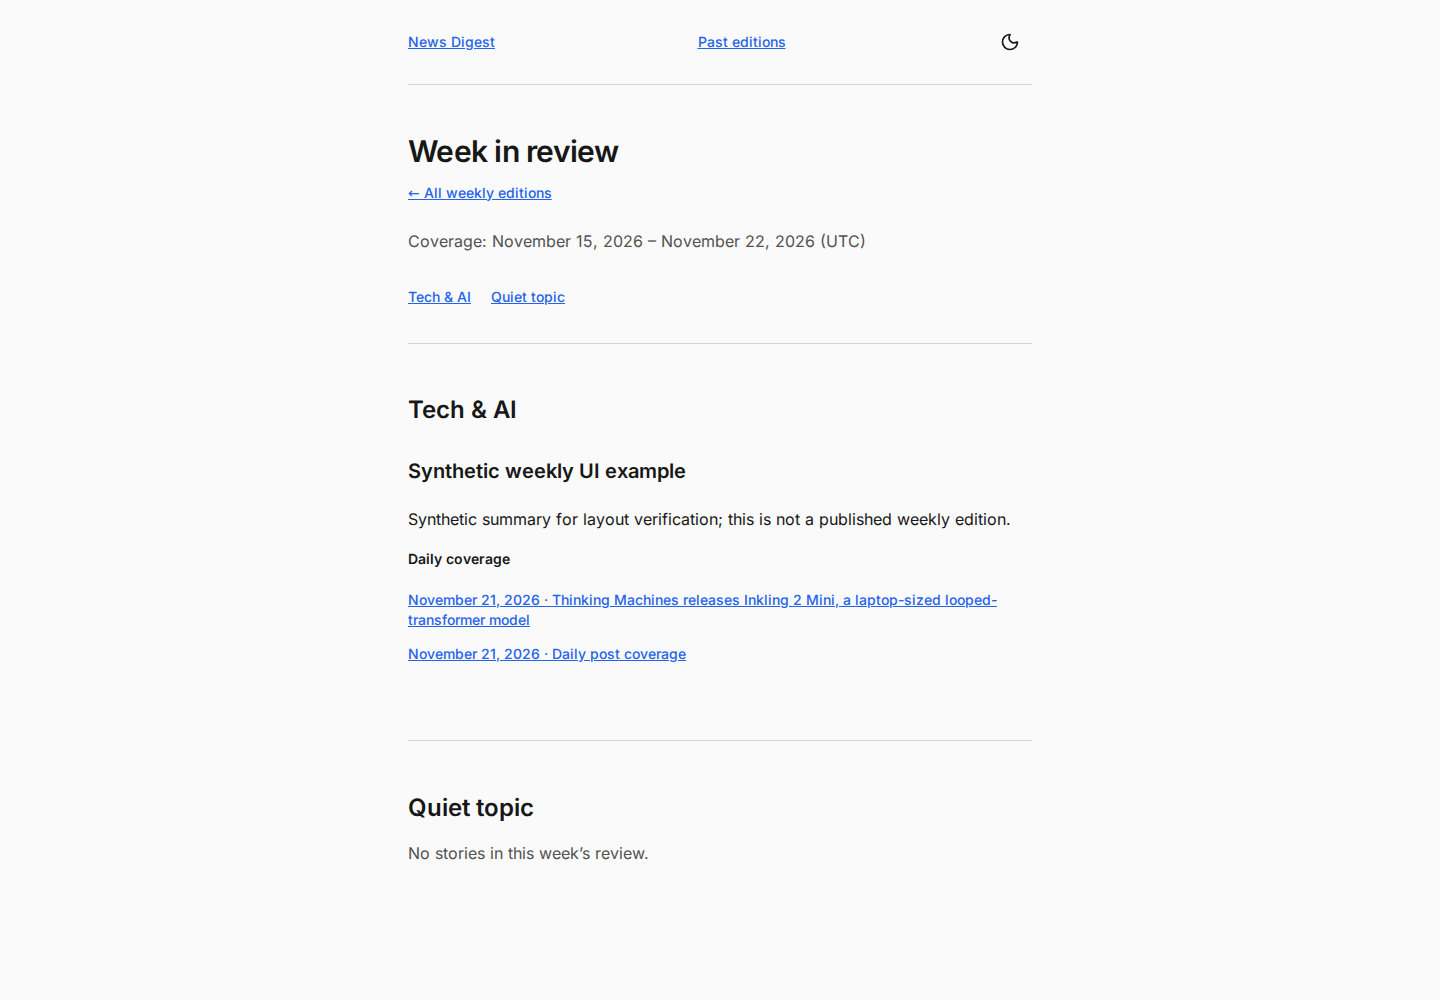 News Digest
Past editions
Week in review
← All weekly editions
Coverage: November 15, 2026 – November 22, 2026 (UTC)
Tech & AI
Quiet topic
Tech & AI
Synthetic weekly UI example
Synthetic summary for layout verification; this is not a published weekly edition.
Daily coverage
November 21, 2026 · Thinking Machines releases Inkling 2 Mini, a laptop-sized looped-
transformer model
November 21, 2026 · Daily post coverage
Quiet topic
No stories in this week’s review.